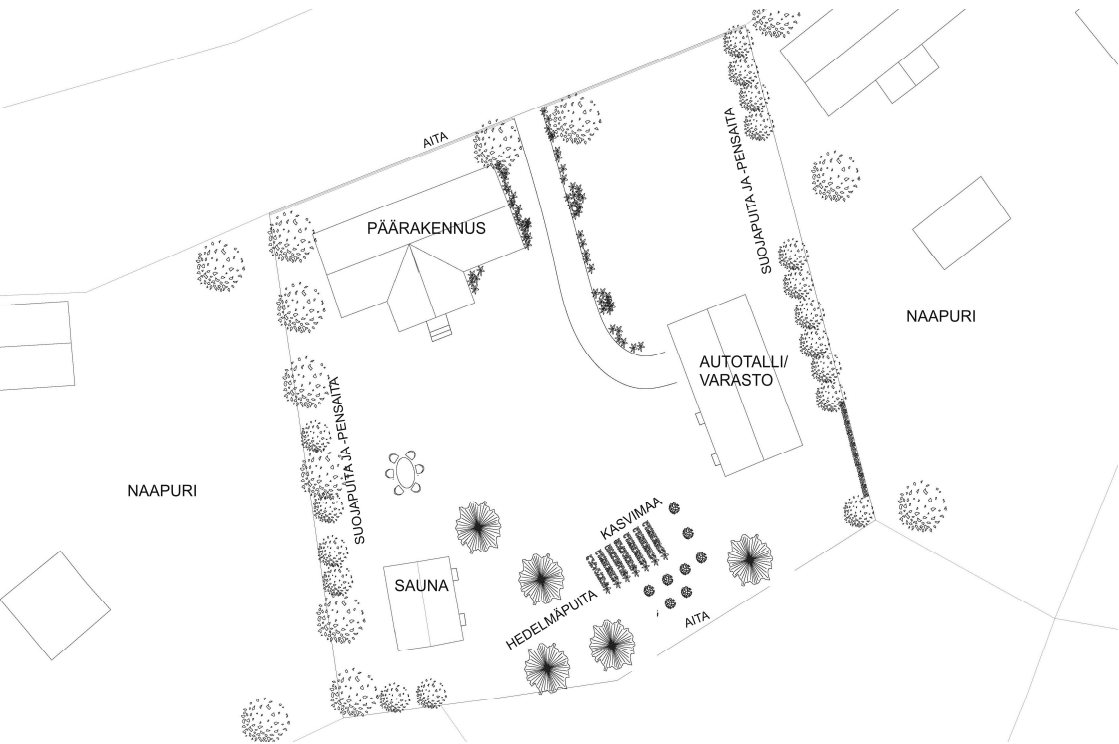 AITA
PÄÄRAKENNUS
SUOJAPUITA JA -PENSAITA
NAAPURI
AUTOTALLI/
VARASTO
SUOJAPUITA JA -PENSAITA
NAAPURI
KASVIMAA
SAUNA
HEDELMÄPUITA
AITA